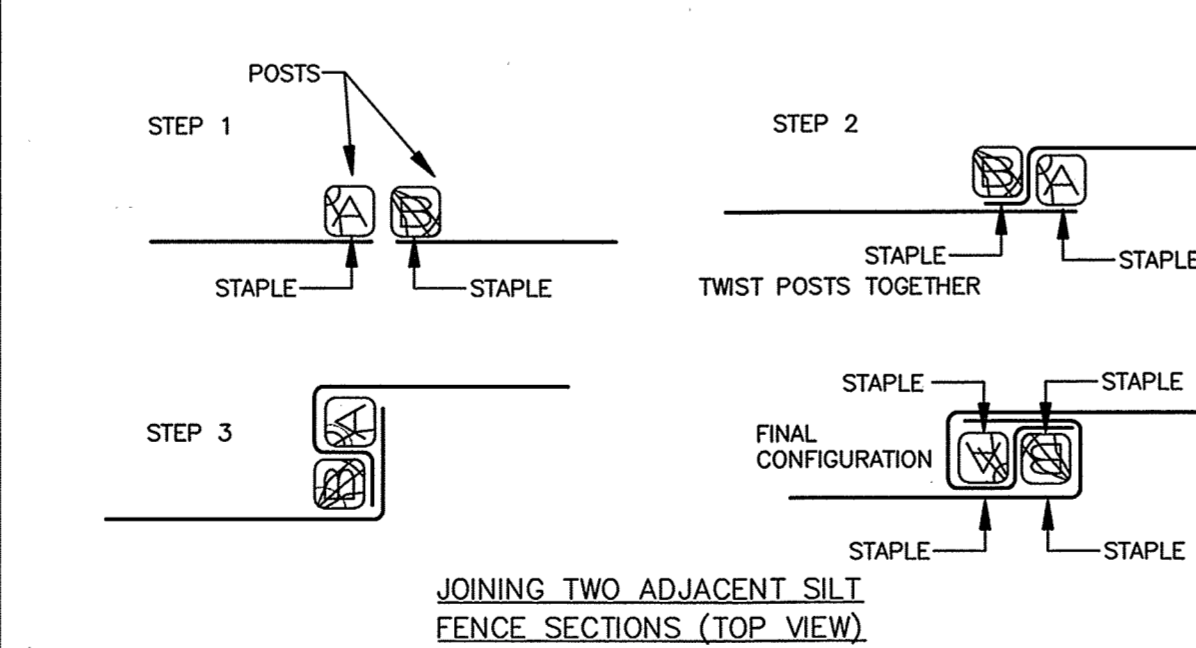 POSTS
STEP 1
A B
STAPLE STAPLE
STEP 2
B A
STAPLE STAPLE
TWIST POSTS TOGETHER
STEP 3
A
B
STAPLE STAPLE
FINAL
CONFIGURATION
A B
STAPLE STAPLE
JOINING TWO ADJACENT SILT
FENCE SECTIONS (TOP VIEW)